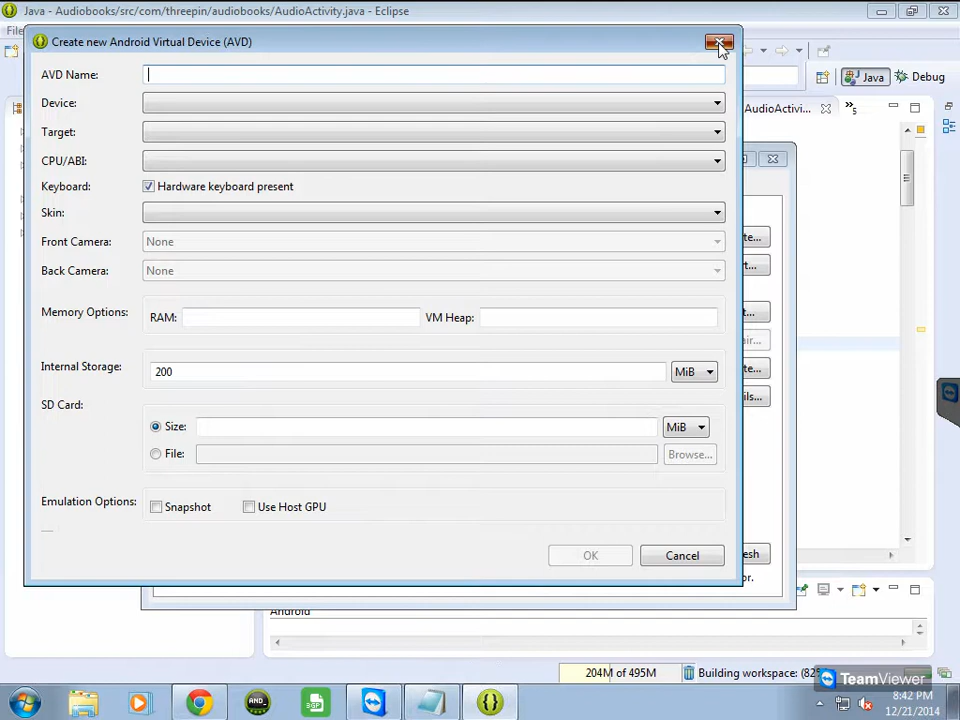 Java - Audiobooks/src/com/threepin/audiobooks/AudioActivity.java - Eclipse
Create new Android Virtual Device (AVD)
AVD Name:
Device:
Target:
CPU/ABI:
Keyboard: Hardware keyboard present
Skin:
Front Camera: None
Back Camera: None
Memory Options: RAM: VM Heap:
Internal Storage: 200 MiB
SD Card:
Size: MiB
File: Browse...
Emulation Options: Snapshot Use Host GPU
OK Cancel
Java Debug
AudioActivi...
5
Android
204M of 495M Building workspace:
TeamViewer
AND
BGP
8:42 PM
12/21/2014